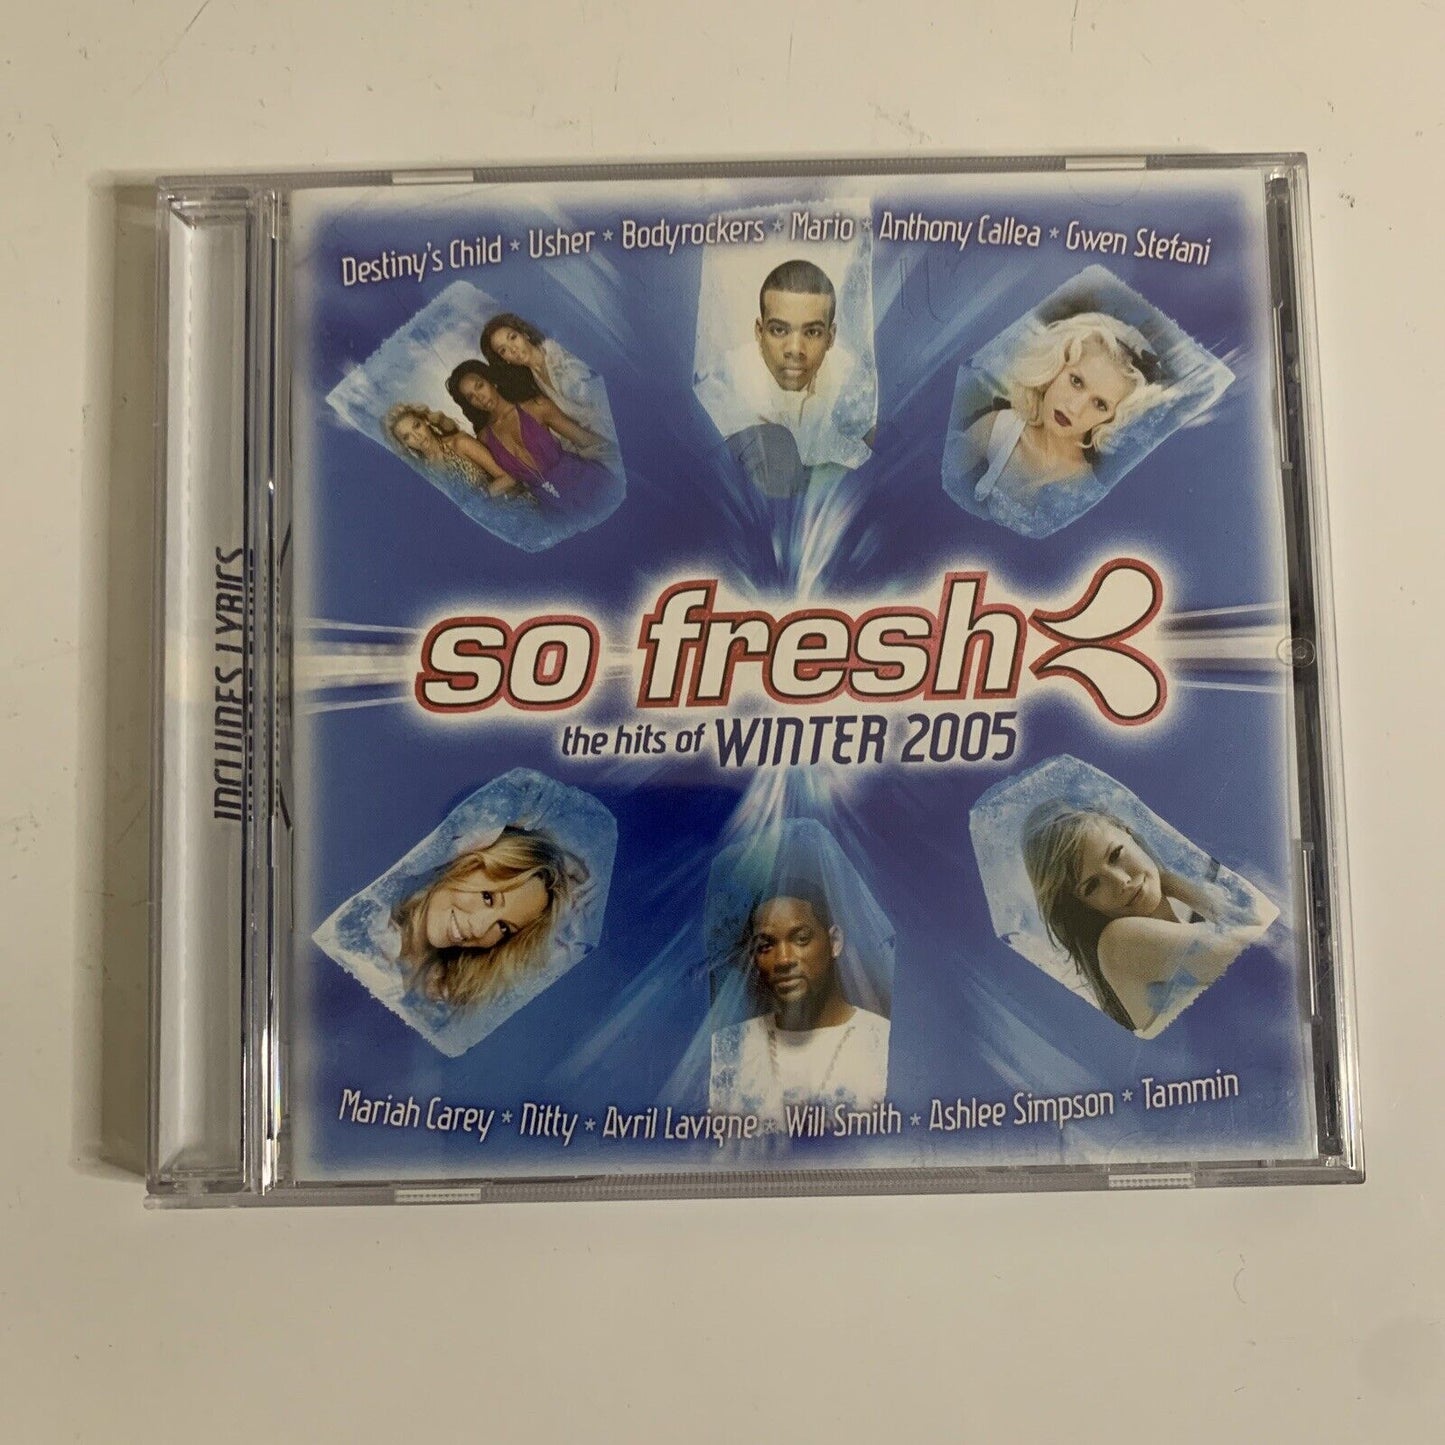 Destiny's Child * Usher * Bodyrockers * Mario * Anthony Callea * Gwen Stefani
so fresh
the hits of WINTER 2005
Mariah Carey * Nitty * Avril Lavigne * Will Smith * Ashlee Simpson * Tammin
INCLUDES LYRICS